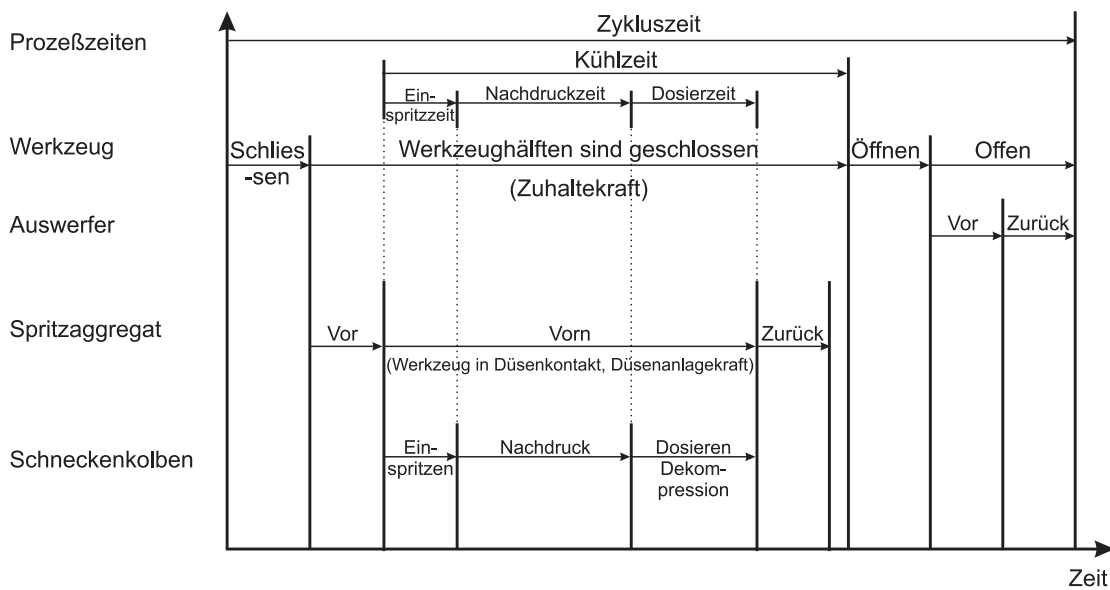 Prozeßzeiten
Zykluszeit
Kühlzeit
Ein-
spritzzeit
Nachdruckzeit
Dosierzeit
Werkzeug
Schlies
-sen
Werkzeughälften sind geschlossen
(Zuhaltekraft)
Öffnen
Offen
Auswerfer
Vor
Zurück
Spritzaggregat
Vor
Vorn
(Werkzeug in Düsenkontakt, Düsenanlagekraft)
Zurück
Schneckenkolben
Ein-
spritzen
Nachdruck
Dosieren
Dekom-
pression
Zeit